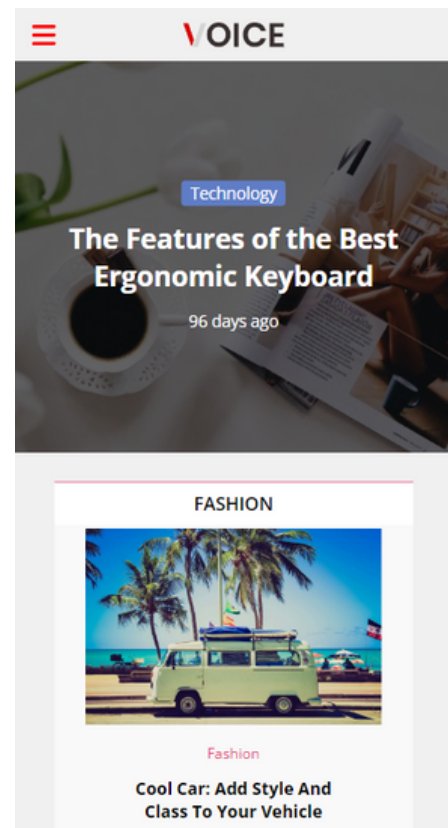 VOICE
Technology
The Features of the Best
Ergonomic Keyboard
96 days ago
FASHION
Fashion
Cool Car: Add Style And
Class To Your Vehicle